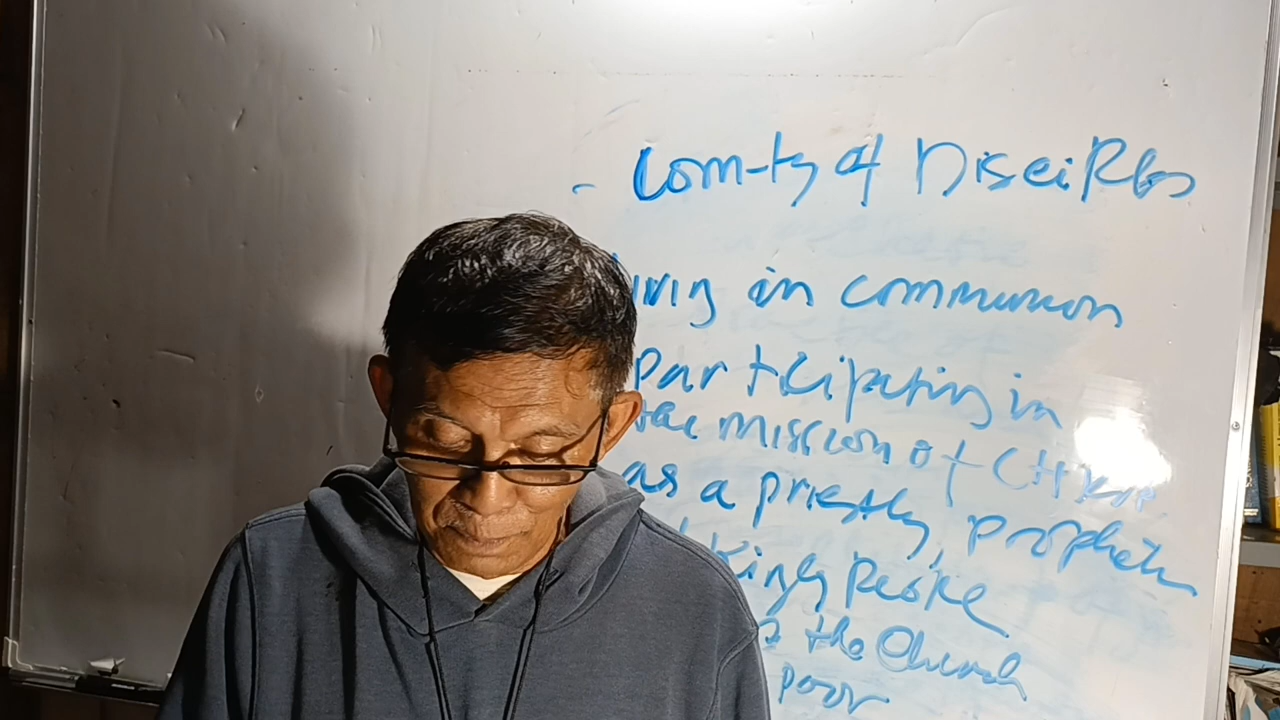 - Com-ty of Disciples
living in communion
participating in
the mission of Christ
as a priestly, prophetic
kingly people
the Church
poor